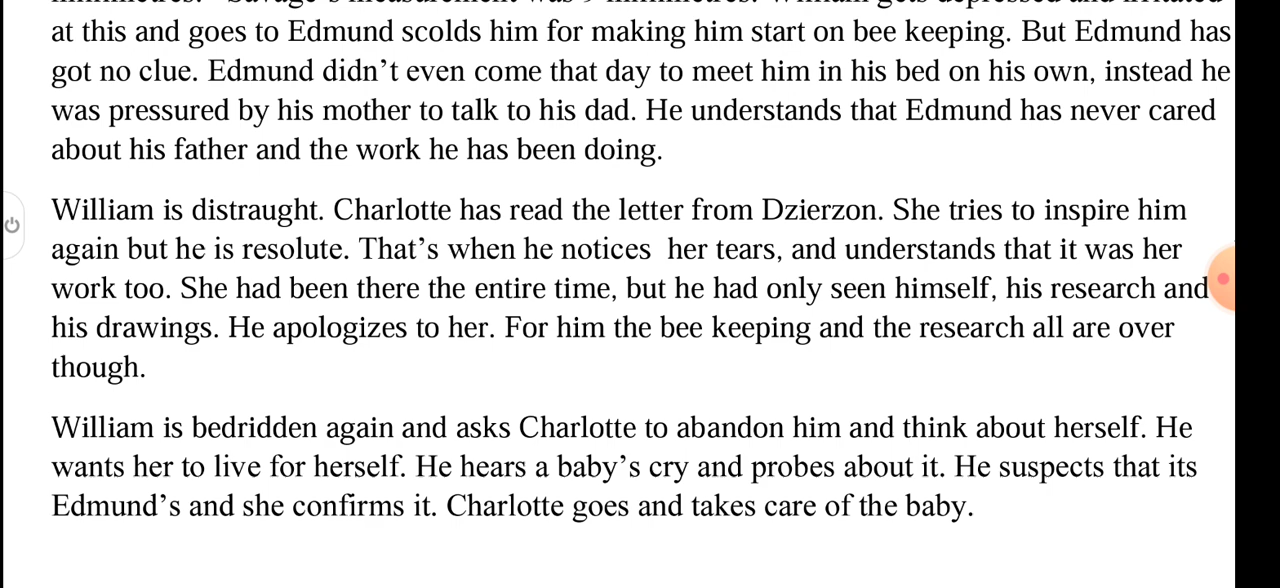 at this and goes to Edmund scolds him for making him start on bee keeping. But Edmund has
got no clue. Edmund didn’t even come that day to meet him in his bed on his own, instead he
was pressured by his mother to talk to his dad. He understands that Edmund has never cared
about his father and the work he has been doing.
William is distraught. Charlotte has read the letter from Dzierzon. She tries to inspire him
again but he is resolute. That’s when he notices  her tears, and understands that it was her
work too. She had been there the entire time, but he had only seen himself, his research and
his drawings. He apologizes to her. For him the bee keeping and the research all are over
though.
William is bedridden again and asks Charlotte to abandon him and think about herself. He
wants her to live for herself. He hears a baby’s cry and probes about it. He suspects that its
Edmund’s and she confirms it. Charlotte goes and takes care of the baby.